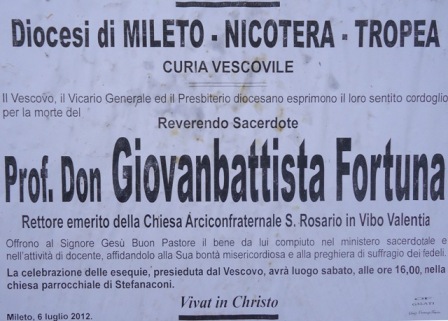 Diocesi di MILETO - NICOTERA - TROPEA
CURIA VESCOVILE
Il Vescovo, il Vicario Generale ed il Presbiterio diocesano esprimono il loro sentito cordoglio
per la morte del
Reverendo Sacerdote
Prof. Don Giovanbattista Fortuna
Rettore emerito della Chiesa Arciconfraternale S. Rosario in Vibo Valentia
Offrono al Signore Gesù Buon Pastore il bene da lui compiuto nel ministero sacerdotale e
nell'attività di docente, affidandolo alla Sua bontà misericordiosa e alla preghiera di suffragio dei fedeli.
La celebrazione delle esequie, presieduta dal Vescovo, avrà luogo sabato, alle ore 16,00, nella
chiesa parrocchiale di Stefanaconi.
Vivat in Christo
Mileto, 6 luglio 2012.